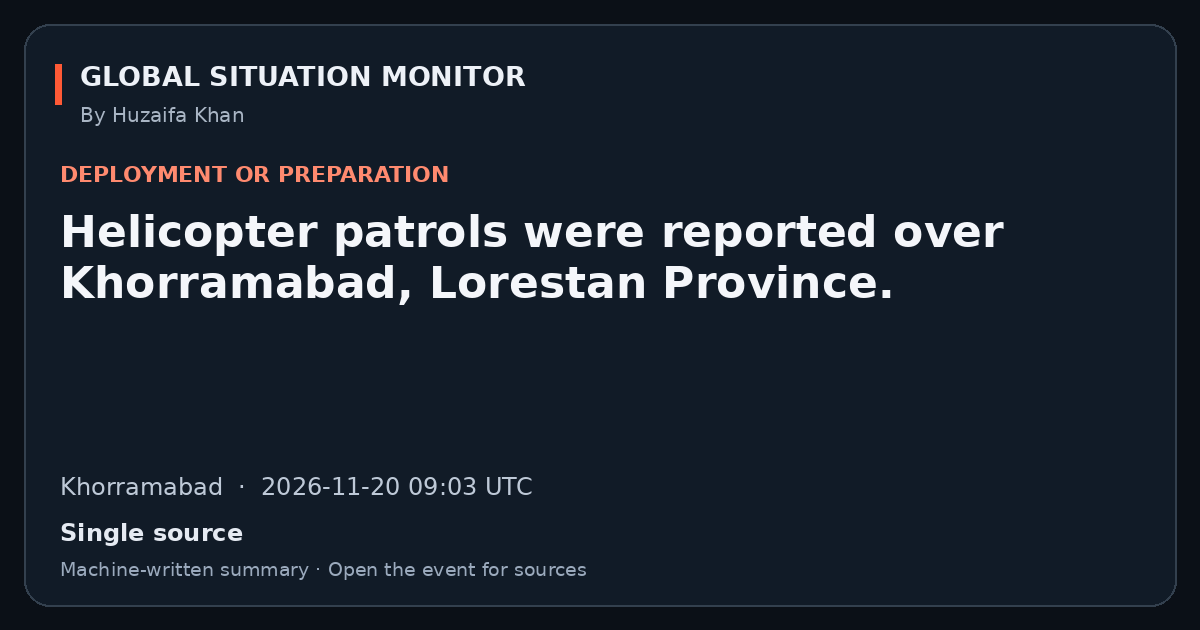 GLOBAL SITUATION MONITOR
By Huzaifa Khan
DEPLOYMENT OR PREPARATION
Helicopter patrols were reported over
Khorramabad, Lorestan Province.
Khorramabad · 2026-11-20 09:03 UTC
Single source
Machine-written summary · Open the event for sources